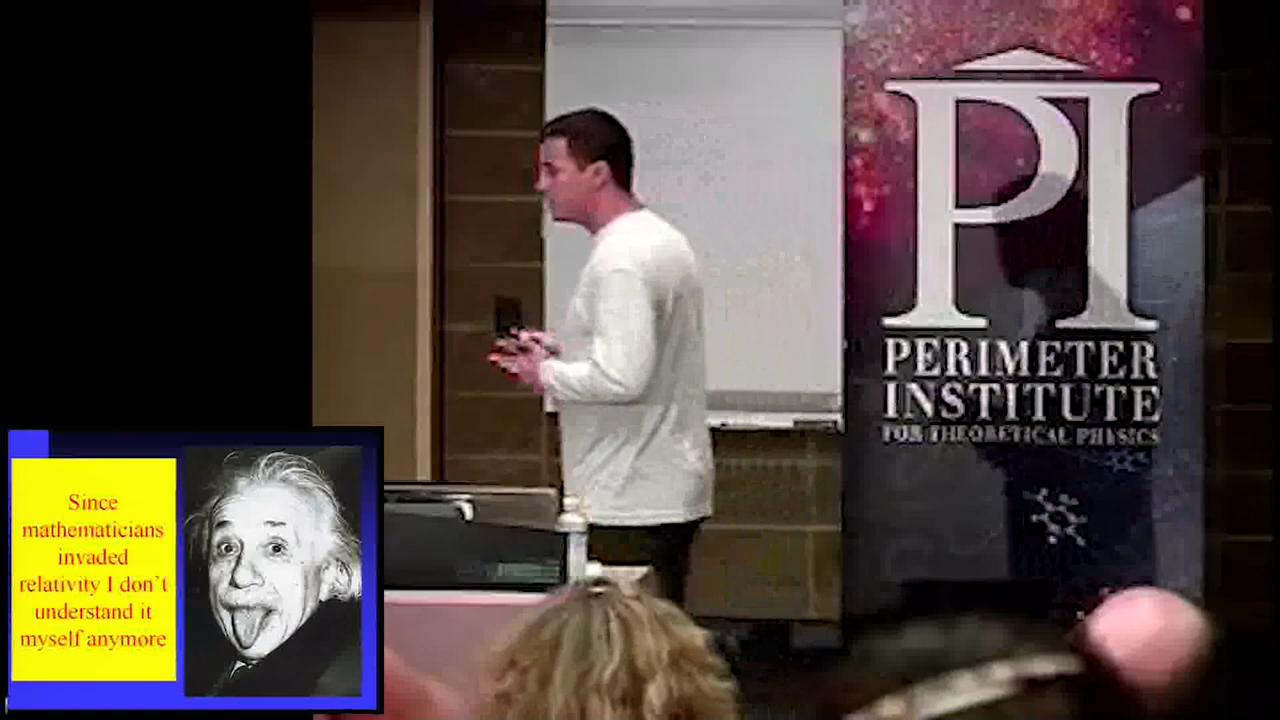 PI
PERIMETER
INSTITUTE
FOR THEORETICAL PHYSICS
Since
mathematicians
invaded
relativity I don't
understand it
myself anymore